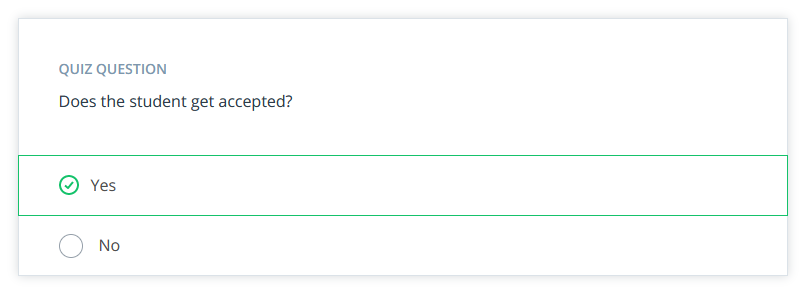 QUIZ QUESTION
Does the student get accepted?
Yes
No